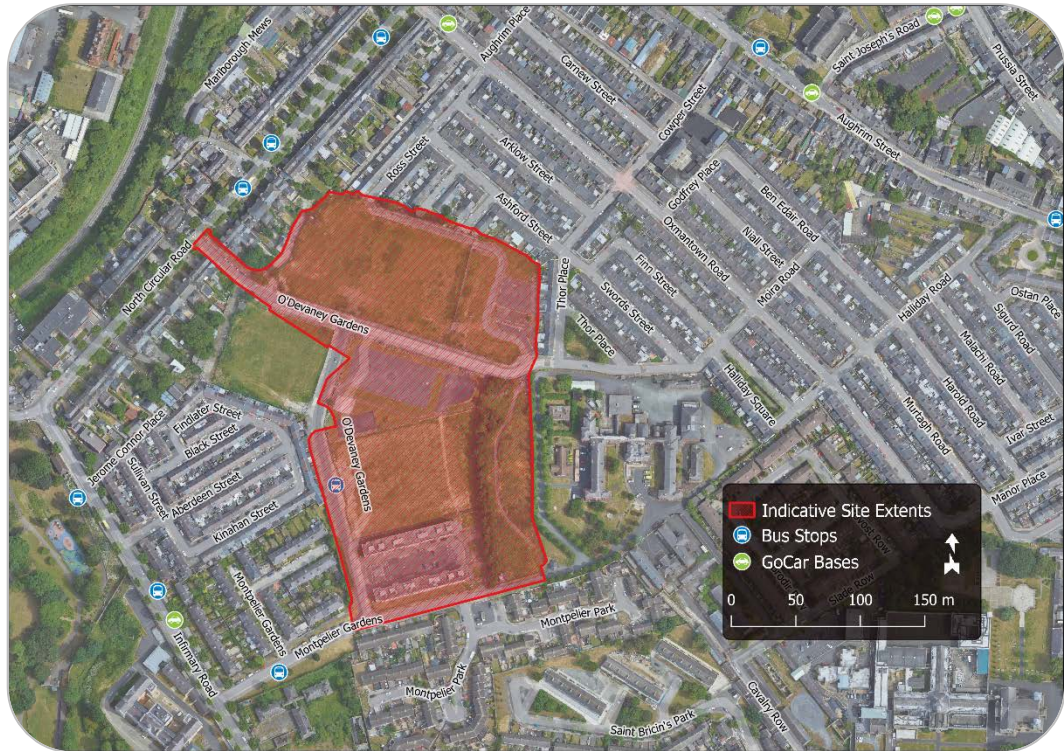 Marlborough Mews
Aughrim Place
Carnew Street
Saint Joseph's Road
Prussia Street
Cowper Street
Aughrim Street
Ross Street
Arklow Street
Godfrey Place
Ben Edair Road
Ashford Street
Niall Street
Oxmantown Road
North Circular Road
Moira Road
Halliday Road
Ostan Place
Finn Street
Thor Place
Swords Street
Sigurd Road
O'Devaney Gardens
Malachi Road
Thor Place
Harold Road
Halliday Square
Murtagh Road
Ivar Street
Findlater Street
Jerome Connor Place
Black Street
Sullivan Street
O'Devaney Gardens
Aberdeen Street
Manor Place
Kinahan Street
Indicative Site Extents
Bus Stops
GoCar Bases
0 50 100 150 m
Montpelier Gardens
Montpelier Park
Montpelier Gardens
Infirmary Road
Montpelier Park
Cavalry Row
Saint Bricin's Park